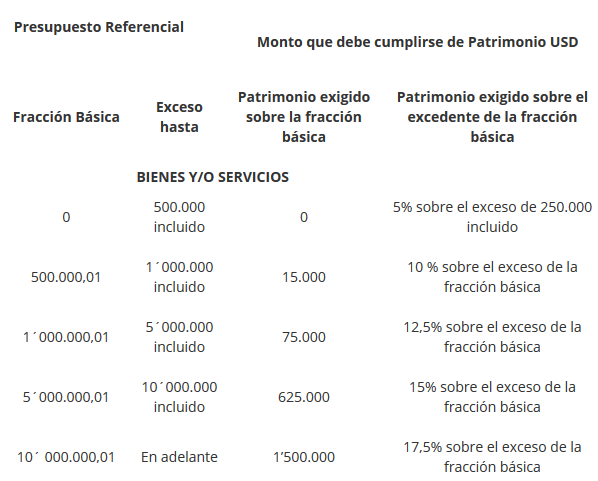 Presupuesto Referencial
Monto que debe cumplirse de Patrimonio USD
Fracción Básica
Exceso
hasta
Patrimonio exigido
sobre la fracción
básica
Patrimonio exigido sobre el
excedente de la fracción
básica
BIENES Y/O SERVICIOS
0
500.000
incluido
0
5% sobre el exceso de 250.000
incluido
500.000,01
1´000.000
incluido
15.000
10 % sobre el exceso de la
fracción básica
1´000.000,01
5´000.000
incluido
75.000
12,5% sobre el exceso de la
fracción básica
5´000.000,01
10´000.000
incluido
625.000
15% sobre el exceso de la
fracción básica
10´ 000.000,01
En adelante
1’500.000
17,5% sobre el exceso de la
fracción básica